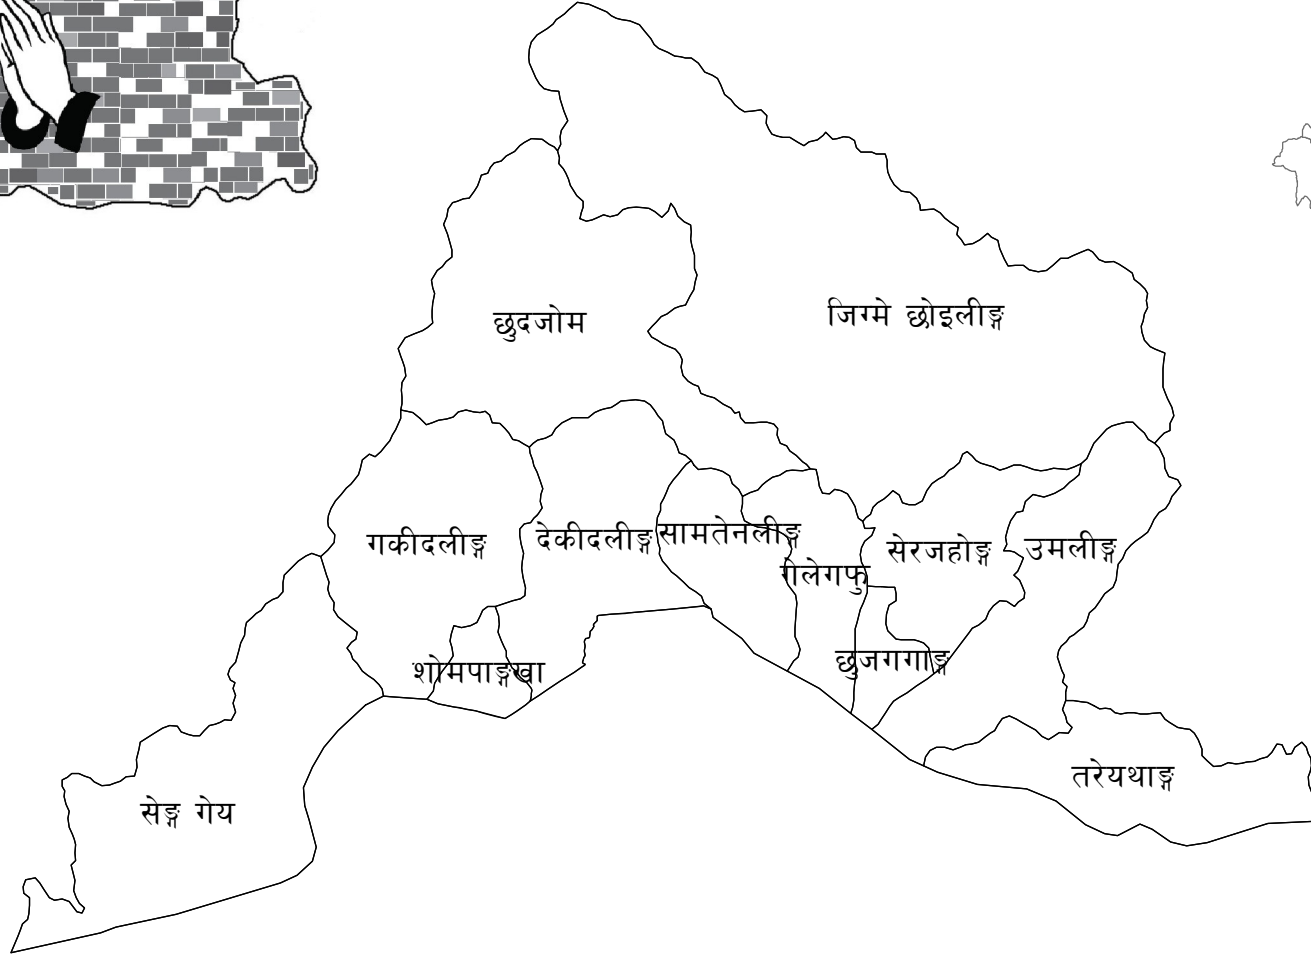 जिग्मे छोइलीङ्ग
छुदजोम
गकीदलीङ्ग
देकीदलीङ्ग
सामतेनलीङ्ग
गेलेगफु
सेरजहोङ्ग
उमलीङ्ग
शोमपाङ्गखा
छुजगगाङ्ग
तरेयथाङ्ग
सेङ्ग गेय